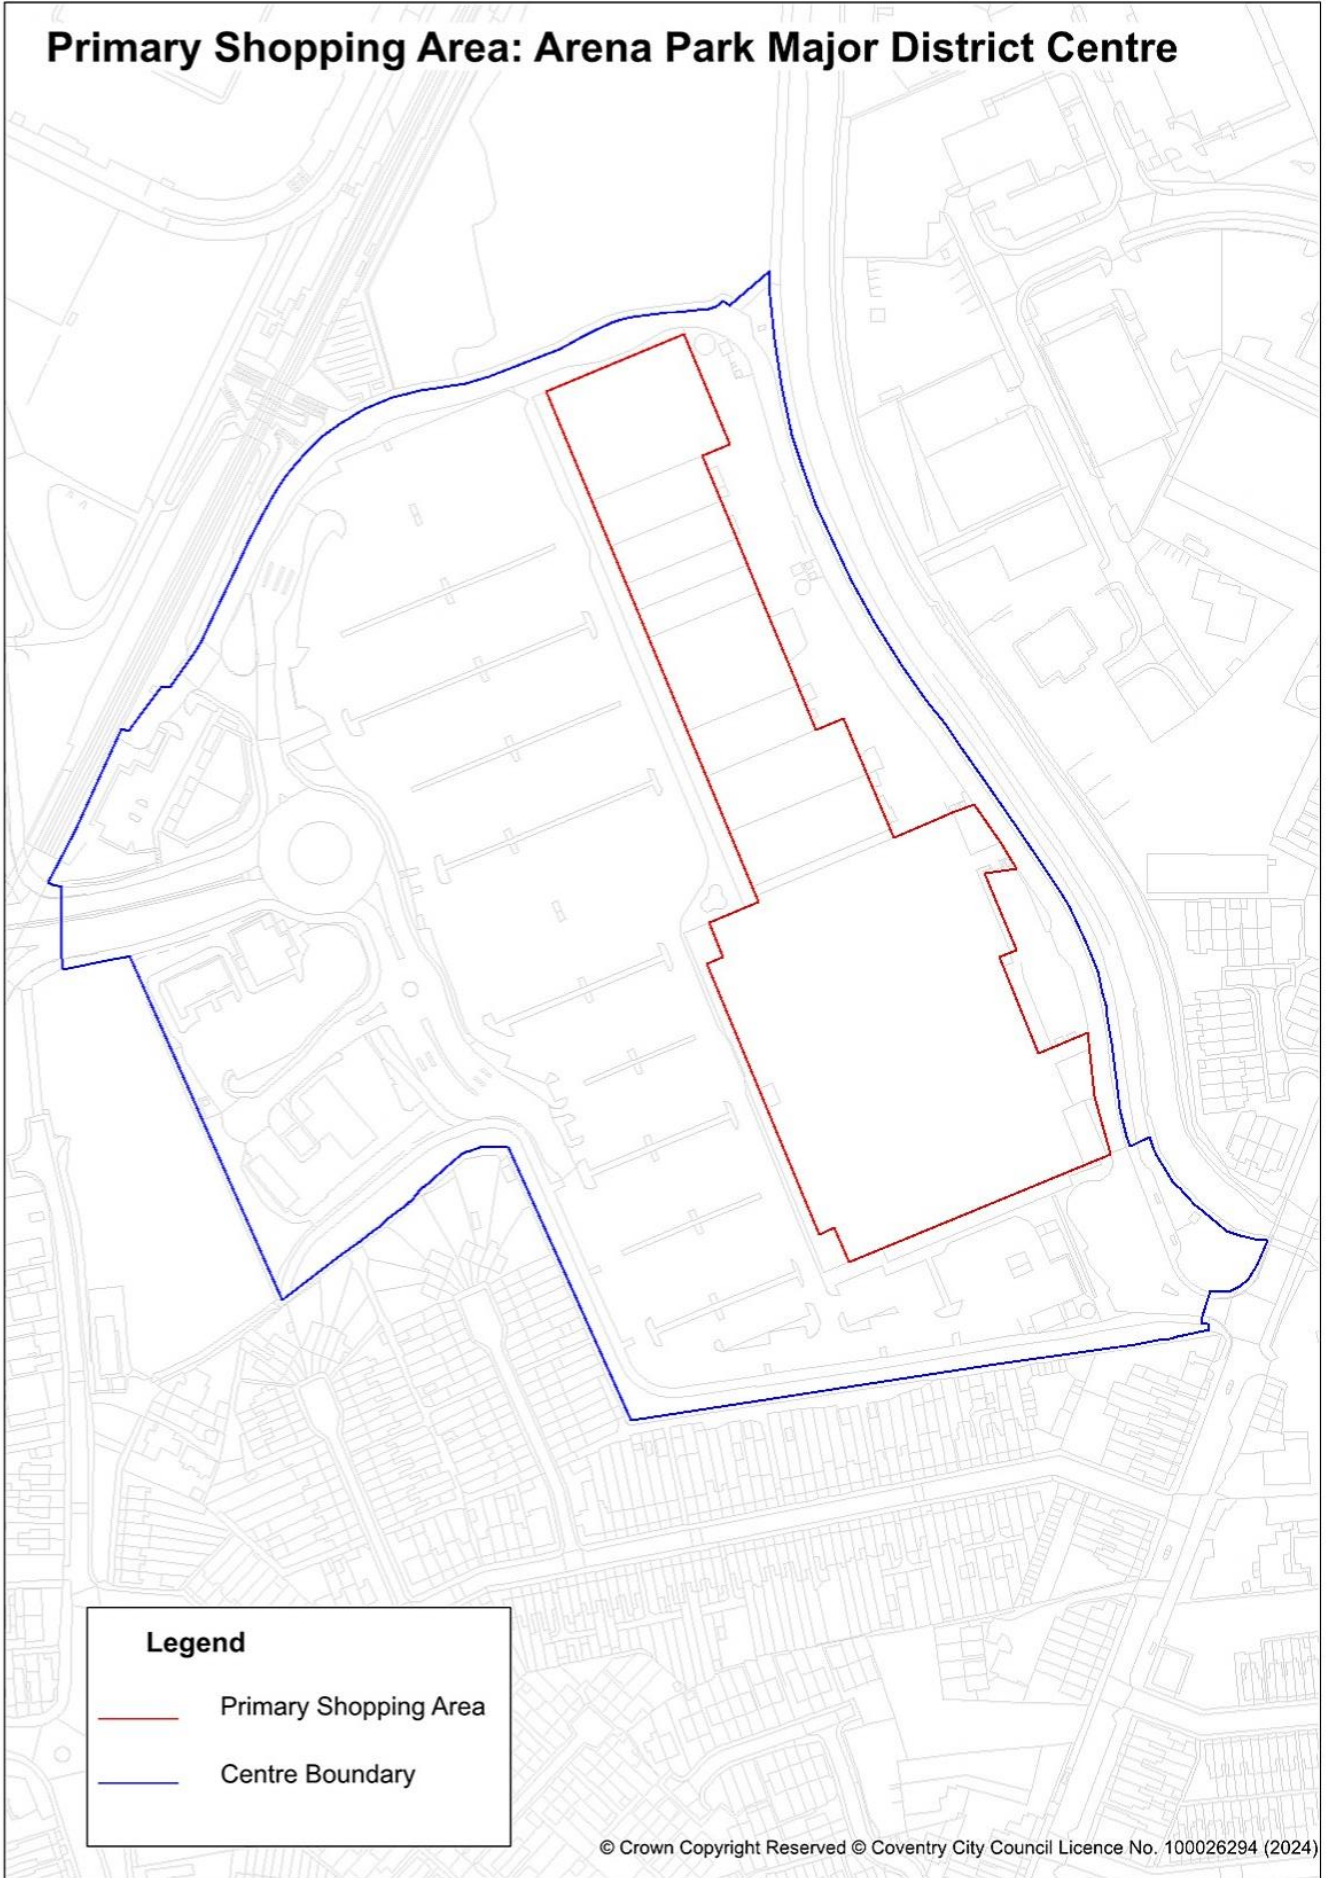 Primary Shopping Area: Arena Park Major District Centre
Legend
Primary Shopping Area
Centre Boundary
© Crown Copyright Reserved © Coventry City Council Licence No. 100026294 (2024)